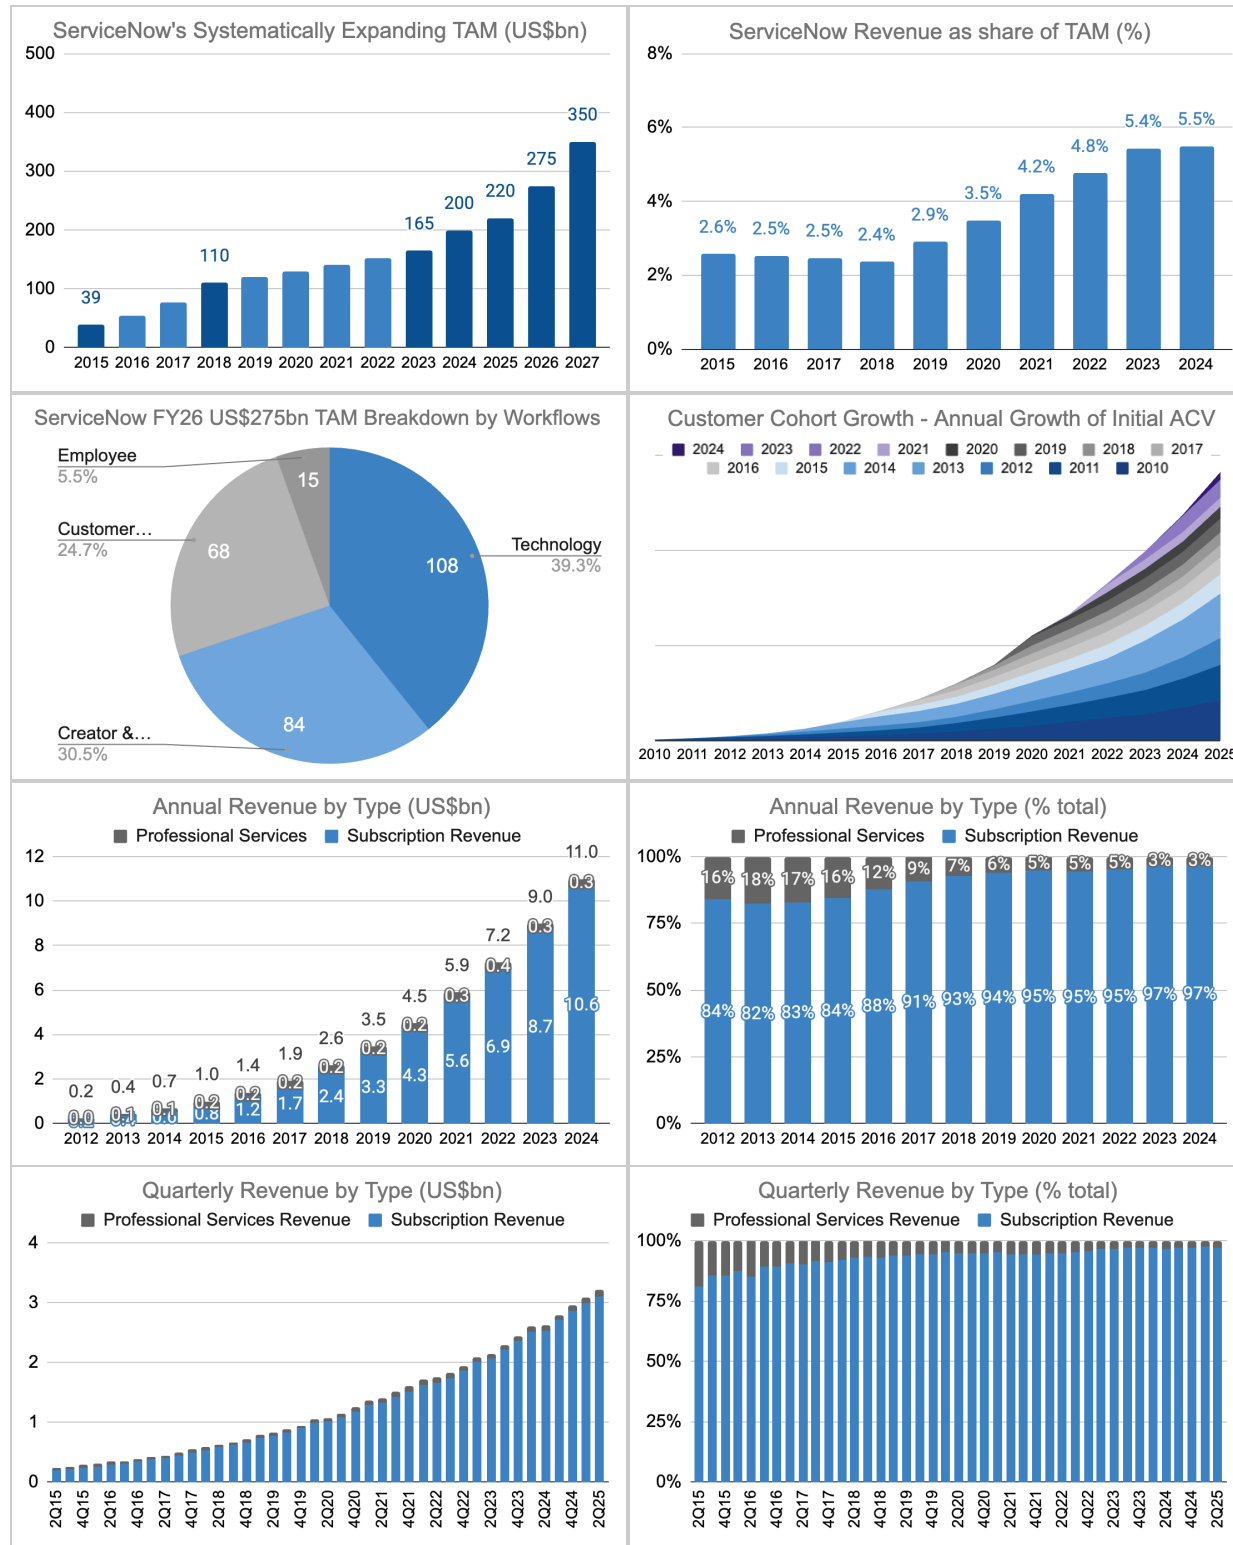 ServiceNow's Systematically Expanding TAM (US$bn)
500
400
300
200
100
0
39
110
165
200
220
275
350
2015 2016 2017 2018 2019 2020 2021 2022 2023 2024 2025 2026 2027
ServiceNow Revenue as share of TAM (%)
8%
6%
4%
2%
0%
2.6% 2.5% 2.5% 2.4% 2.9% 3.5% 4.2% 4.8% 5.4% 5.5%
2015 2016 2017 2018 2019 2020 2021 2022 2023 2024
ServiceNow FY26 US$275bn TAM Breakdown by Workflows
Employee
5.5%
15
Customer…
24.7%
68
Technology
39.3%
108
Creator &…
30.5%
84
Customer Cohort Growth - Annual Growth of Initial ACV
2024 2023 2022 2021 2020 2019 2018 2017
2016 2015 2014 2013 2012 2011 2010
2010 2011 2012 2013 2014 2015 2016 2017 2018 2019 2020 2021 2022 2023 2024 2025
Annual Revenue by Type (US$bn)
Professional Services Subscription Revenue
12
10
8
6
4
2
0
0.2 0.4 0.7 1.0 1.4 1.9 2.6 3.5 4.5 5.9 7.2 9.0 11.0
0.0 0.1 0.1 0.2 0.2 0.2 0.2 0.2 0.2 0.3 0.4 0.3 0.3
0.8 1.2 1.7 2.4 3.3 4.3 5.6 6.9 8.7 10.6
2012 2013 2014 2015 2016 2017 2018 2019 2020 2021 2022 2023 2024
Annual Revenue by Type (% total)
Professional Services Subscription Revenue
100%
75%
50%
25%
0%
16% 18% 17% 16% 12% 9% 7% 6% 5% 5% 5% 3% 3%
84% 82% 83% 84% 88% 91% 93% 94% 95% 95% 95% 97% 97%
2012 2013 2014 2015 2016 2017 2018 2019 2020 2021 2022 2023 2024
Quarterly Revenue by Type (US$bn)
Professional Services Revenue Subscription Revenue
4
3
2
1
0
2Q15 4Q15 2Q16 4Q16 2Q17 4Q17 2Q18 4Q18 2Q19 4Q19 2Q20 4Q20 2Q21 4Q21 2Q22 4Q22 2Q23 4Q23 2Q24 4Q24 2Q25
Quarterly Revenue by Type (% total)
Professional Services Revenue Subscription Revenue
100%
75%
50%
25%
0%
2Q15 4Q15 2Q16 4Q16 2Q17 4Q17 2Q18 4Q18 2Q19 4Q19 2Q20 4Q20 2Q21 4Q21 2Q22 4Q22 2Q23 4Q23 2Q24 4Q24 2Q25